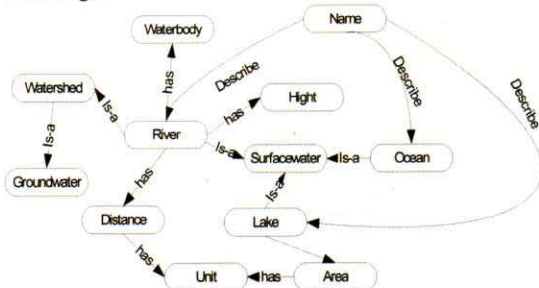 Name
Waterbody
has
Describe
Describe
Describe
Watershed
Hight
has
Is-a
River
Is-a
Surfacewater
Is-a
Ocean
Is-a
Groundwater
has
Is-a
Distance
Lake
has
Unit
has
Area